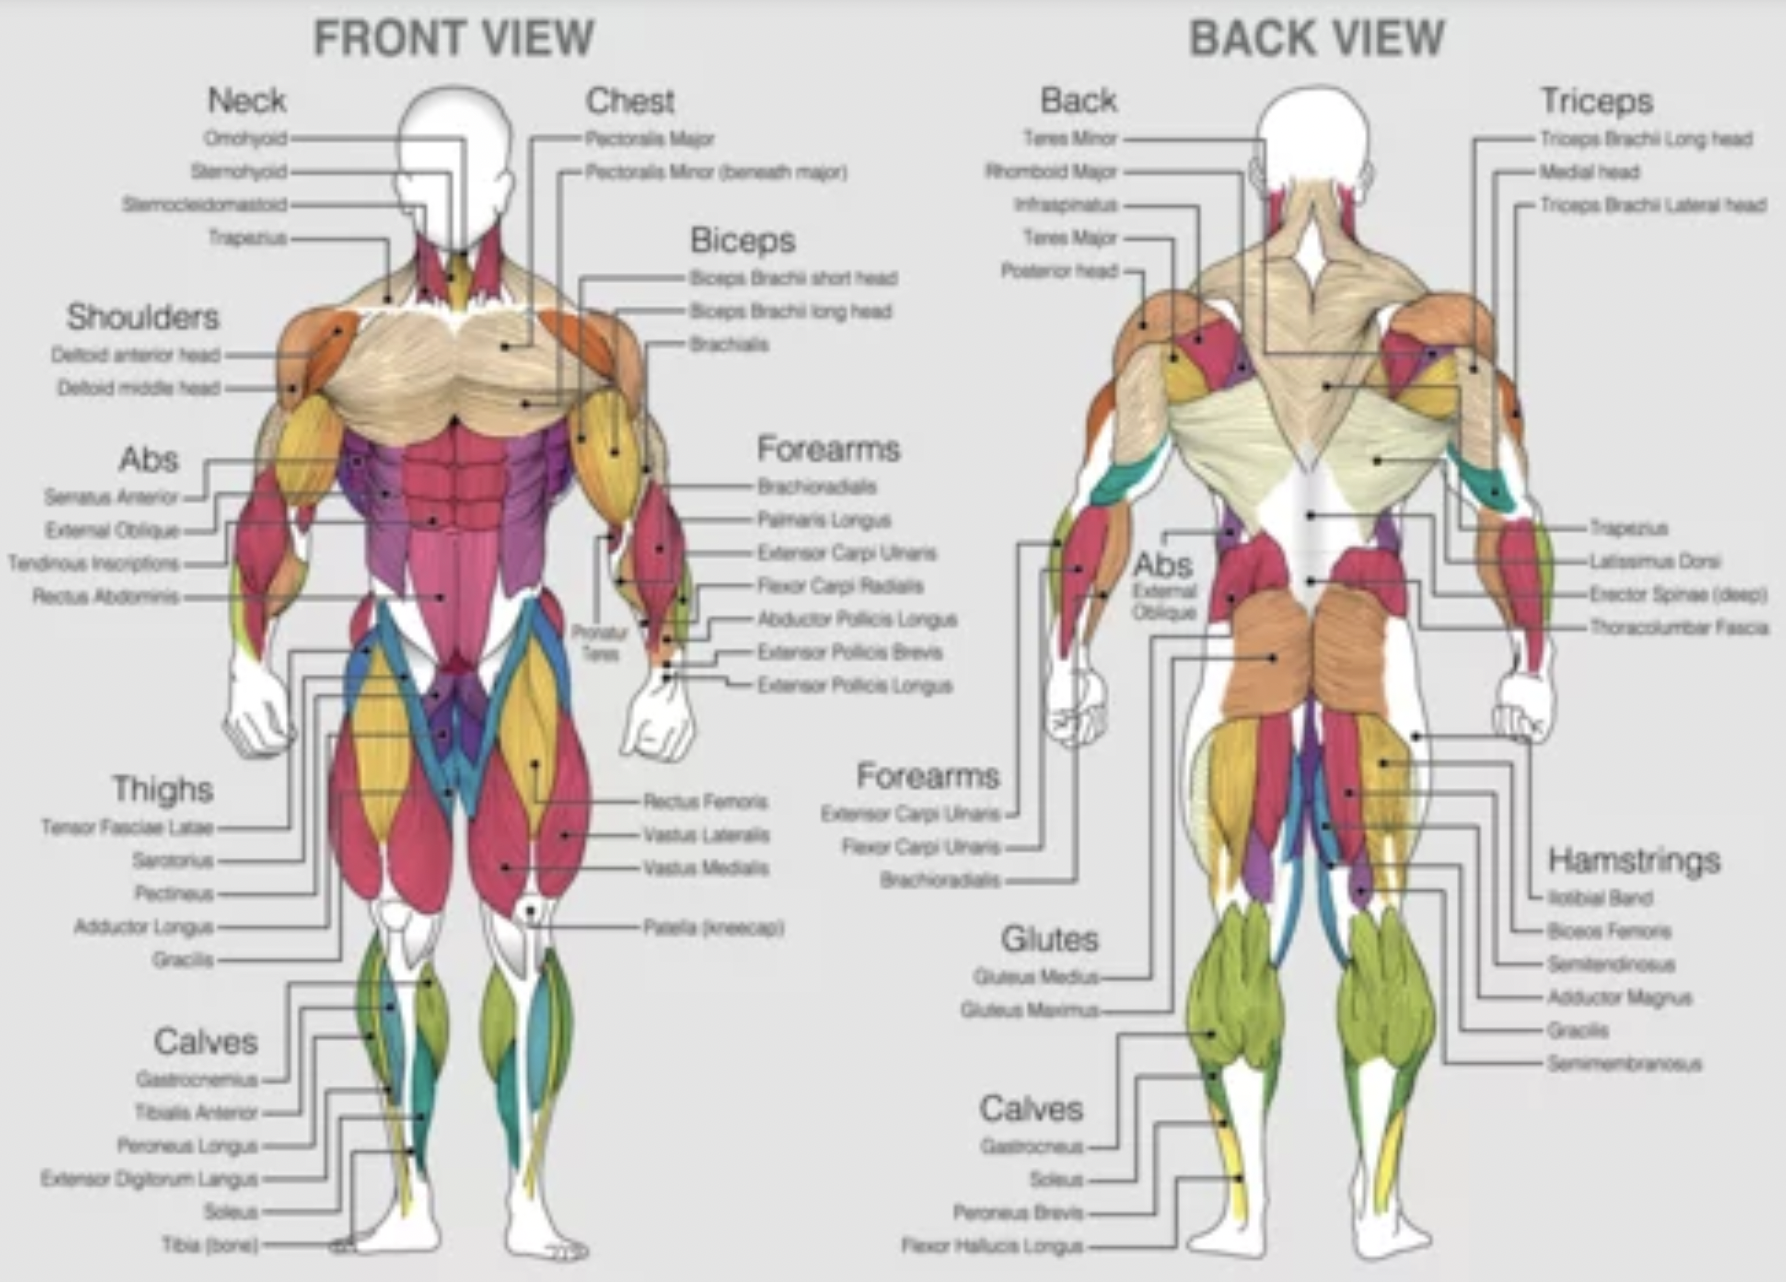 FRONT VIEW
Neck
Omohyoid
Sternohyoid
Sternocleidomastoid
Trapezius
Shoulders
Deltoid anterior head
Deltoid middle head
Abs
Serratus Anterior
External Oblique
Tendinous Inscriptions
Rectus Abdominis
Thighs
Tensor Fasciae Latae
Sarotorius
Pectineus
Adductor Longus
Gracilis
Calves
Gastrocnemius
Tibialis Anterior
Peroneus Longus
Extensor Digitorum Langus
Soleus
Tibia (bone)
Chest
Pectoralis Major
Pectoralis Minor (beneath major)
Biceps
Biceps Brachii short head
Biceps Brachii long head
Brachialis
Forearms
Brachioradialis
Palmaris Longus
Extensor Carpi Ulnaris
Flexor Carpi Radialis
Abductor Pollicis Longus
Extensor Pollicis Brevis
Extensor Pollicis Longus
Pronatur
Teres
Rectus Femoris
Vastus Lateralis
Vastus Medialis
Patella (kneecap)
BACK VIEW
Back
Teres Minor
Rhomboid Major
Infraspinatus
Teres Major
Posterior head
Abs
External
Oblique
Forearms
Extensor Carpi Ulnaris
Flexor Carpi Ulnaris
Brachioradialis
Glutes
Gluteus Medius
Gluteus Maximus
Calves
Gastrocneus
Soleus
Peroneus Brevis
Flexor Hallucis Longus
Triceps
Triceps Brachii Long head
Medial head
Triceps Brachii Lateral head
Trapezius
Latissimus Dorsi
Erector Spinae (deep)
Thoracolumbar Fascia
Hamstrings
Ilotibial Band
Biceos Femoris
Semitendinosus
Adductor Magnus
Gracilis
Semimembranosus